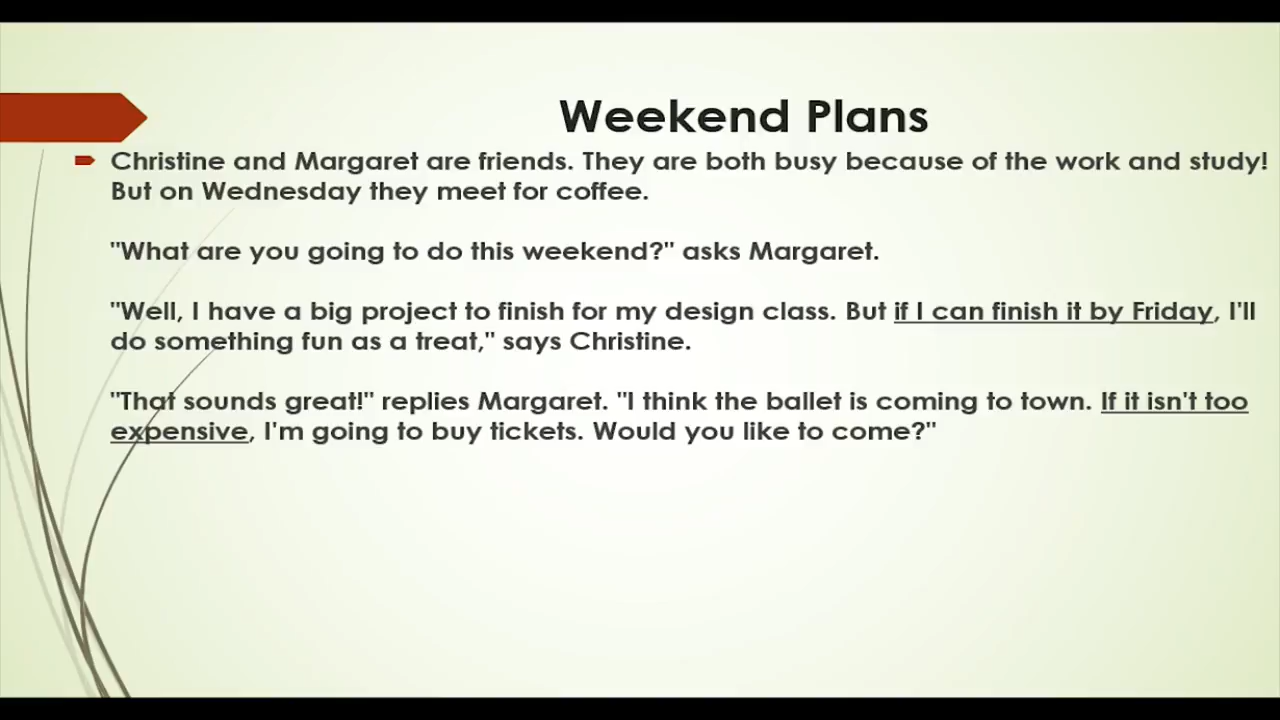 Weekend Plans
Christine and Margaret are friends. They are both busy because of the work and study!
But on Wednesday they meet for coffee.
"What are you going to do this weekend?" asks Margaret.
"Well, I have a big project to finish for my design class. But if I can finish it by Friday, I'll
do something fun as a treat," says Christine.
"That sounds great!" replies Margaret. "I think the ballet is coming to town. If it isn't too
expensive, I'm going to buy tickets. Would you like to come?"